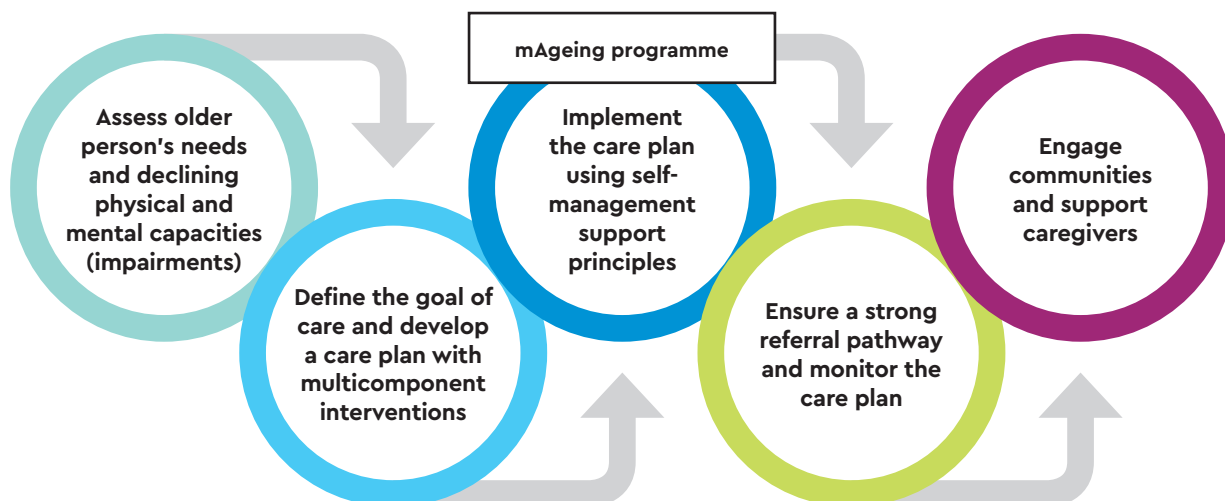 mAgeing programme
Assess older
person's needs
and declining
physical and
mental capacities
(impairments)
Define the goal of
care and develop
a care plan with
multicomponent
interventions
Implement
the care plan
using self-
management
support
principles
Ensure a strong
referral pathway
and monitor the
care plan
Engage
communities
and support
caregivers